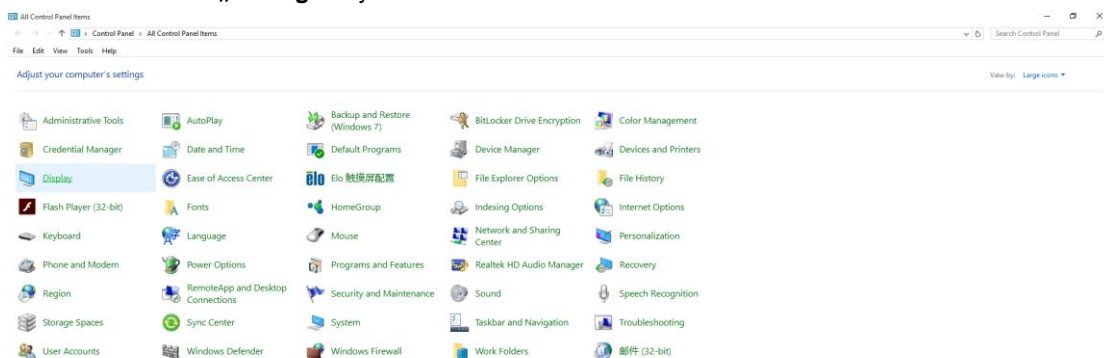 All Control Panel Items
Control Panel › All Control Panel Items
Search Control Panel
File Edit View Tools Help
Adjust your computer's settings
View by: Large icons
Administrative Tools
AutoPlay
Backup and Restore
(Windows 7)
BitLocker Drive Encryption
Color Management
Credential Manager
Date and Time
Default Programs
Device Manager
Devices and Printers
Display
Ease of Access Center
elo Elo 触摸屏配置
File Explorer Options
File History
Flash Player (32-bit)
Fonts
HomeGroup
Indexing Options
Internet Options
Keyboard
Language
Mouse
Network and Sharing
Center
Personalization
Phone and Modem
Power Options
Programs and Features
Realtek HD Audio Manager
Recovery
Region
RemoteApp and Desktop
Connections
Security and Maintenance
Sound
Speech Recognition
Storage Spaces
Sync Center
System
Taskbar and Navigation
Troubleshooting
User Accounts
Windows Defender
Windows Firewall
Work Folders
邮件 (32-bit)